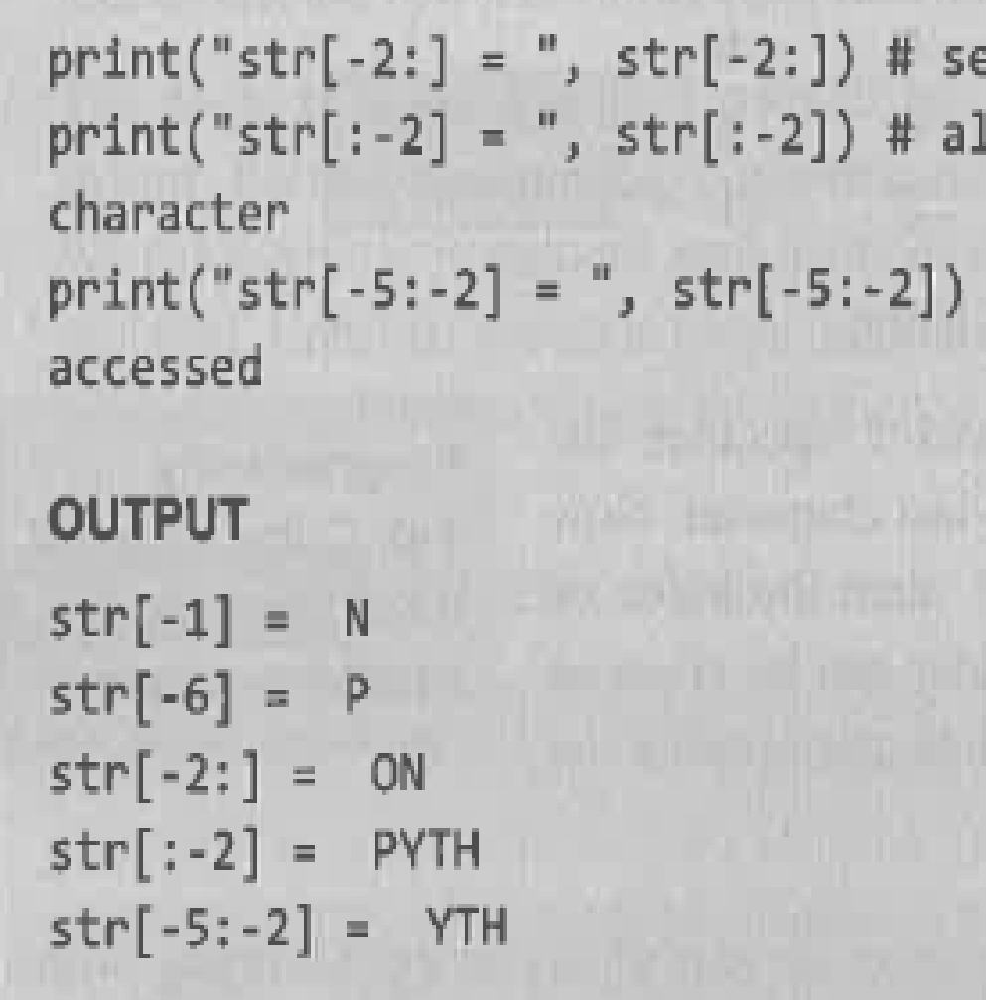 print("str[-2:] = ", str[-2:]) # se
print("str[:-2] = ", str[:-2]) # al
character
print("str[-5:-2] = ", str[-5:-2])
accessed
OUTPUT
str[-1] = N
str[-6] = P
str[-2:] = ON
str[:-2] = PYTH
str[-5:-2] = YTH